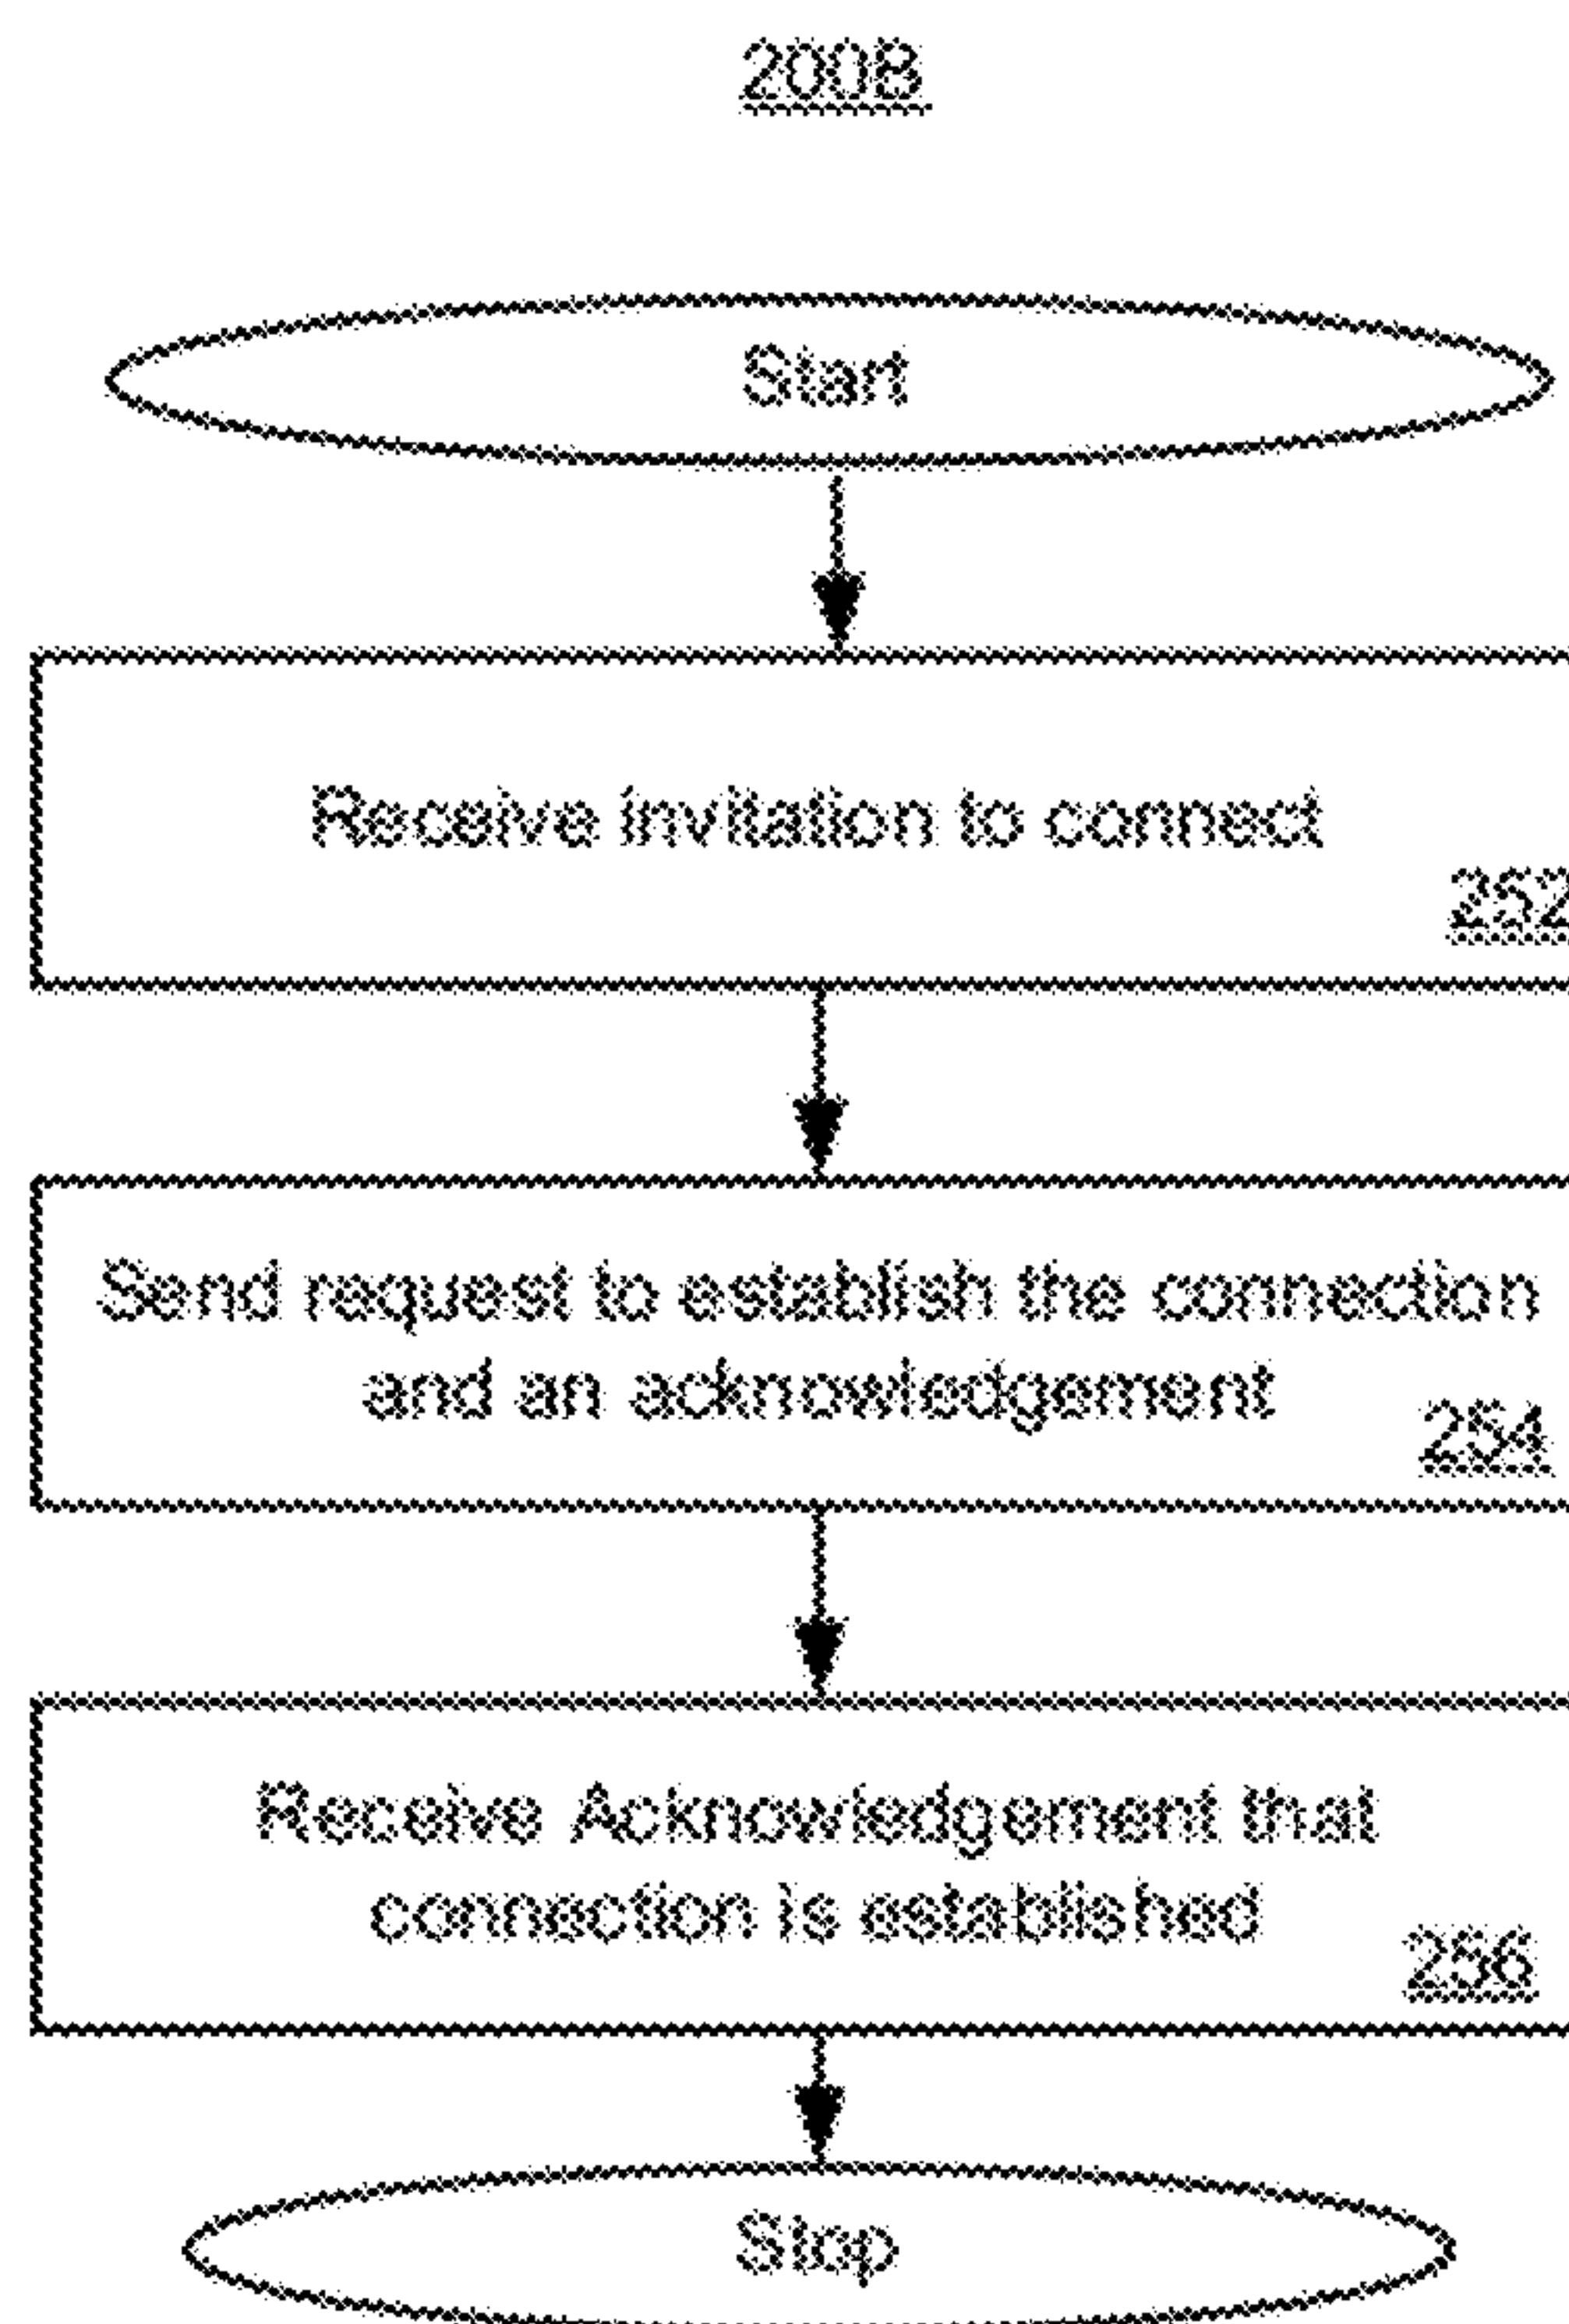 200B
Start
Receive invitation to connect
252
Send request to establish the connection
and an acknowledgement
254
Receive Acknowledgement that
connection is established
256
Stop